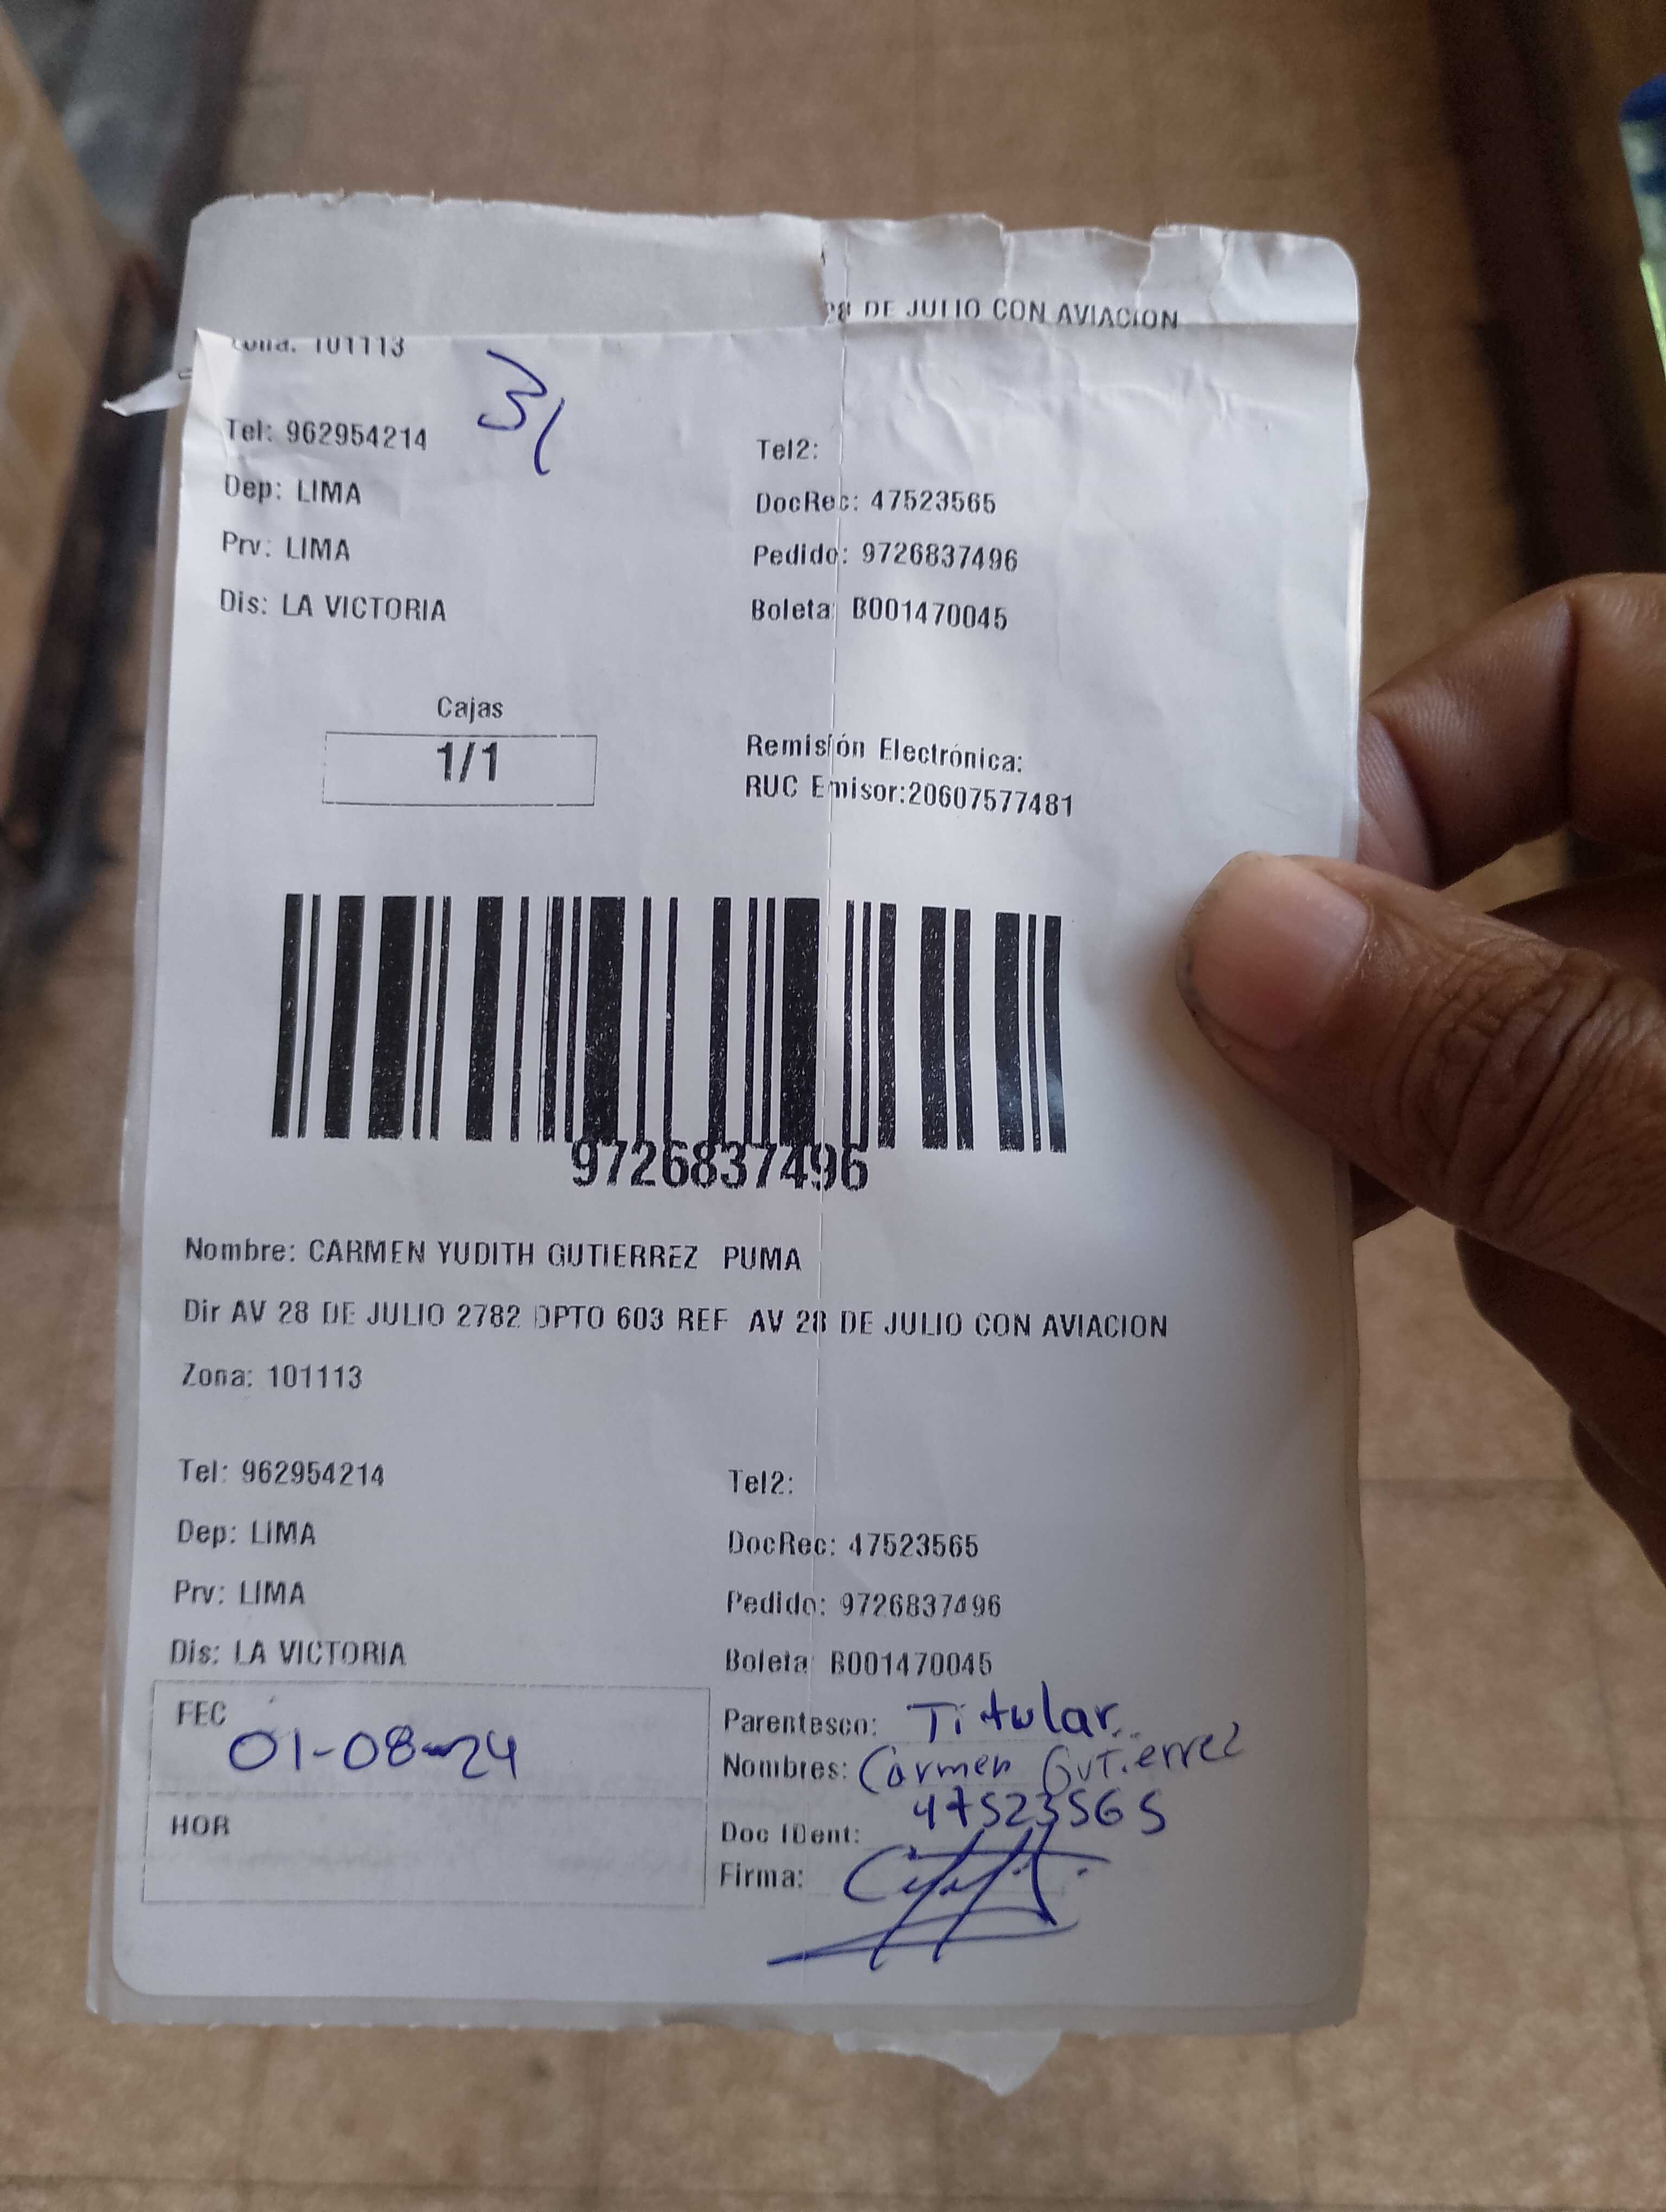 28 DE JULIO CON AVIACION
Zona: 101113
31
Tel: 962954214
Tel2:
Dep: LIMA
DocRec: 47523565
Prv: LIMA
Pedido: 9726837496
Dis: LA VICTORIA
Boleta: B001470045
Cajas
1/1
Remisión Electrónica:
RUC Emisor:20607577481
9726837496
Nombre: CARMEN YUDITH GUTIERREZ PUMA
Dir AV 28 DE JULIO 2782 DPTO 603 REF AV 28 DE JULIO CON AVIACION
Zona: 101113
Tel: 962954214
Tel2:
Dep: LIMA
DocRec: 47523565
Prv: LIMA
Pedido: 9726837496
Dis: LA VICTORIA
Boleta: B001470045
FEC
01-08-24
Parentesco: Titular
Nombres: Carmen Gutierrez
HOR
Doc IDent: 47523565
Firma: